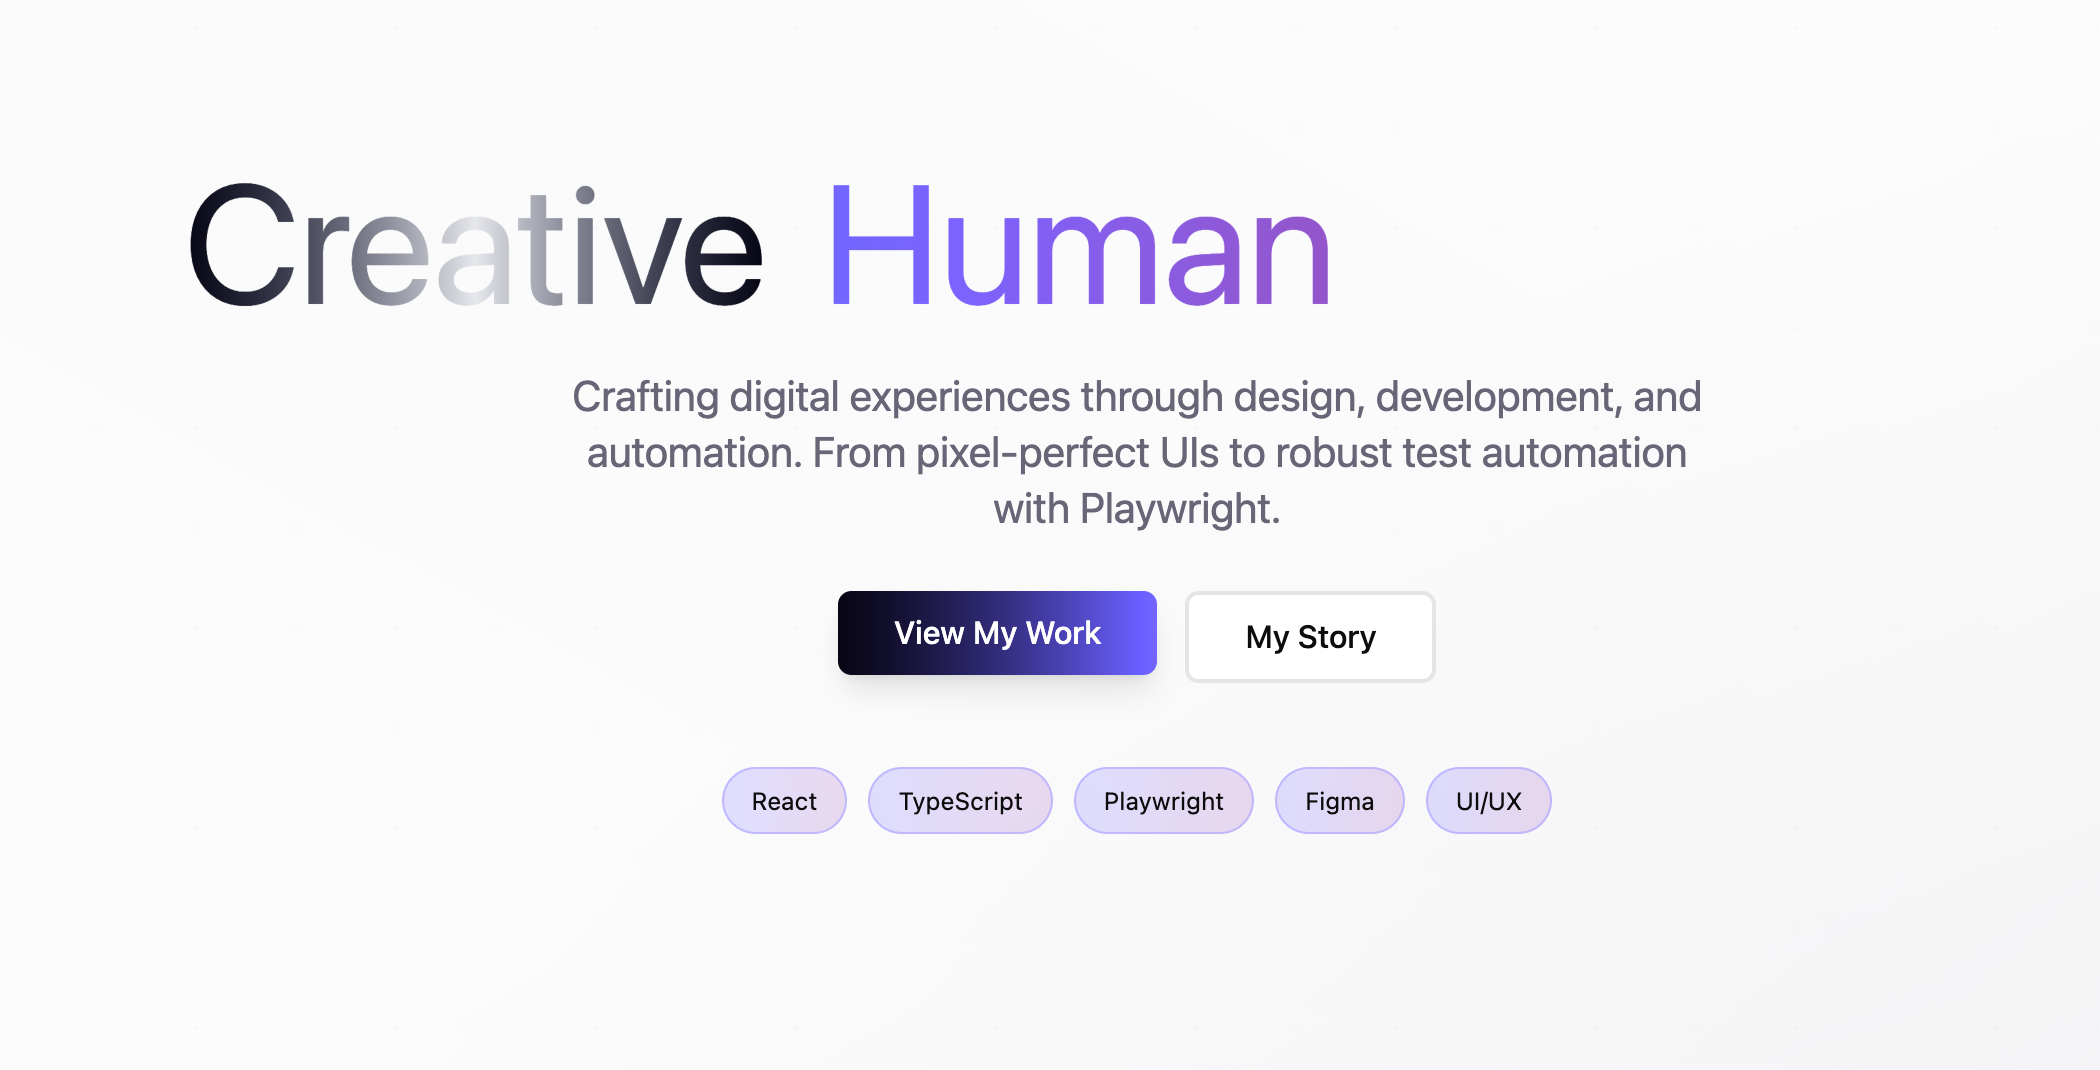 Creative Human
Crafting digital experiences through design, development, and
automation. From pixel-perfect UIs to robust test automation
with Playwright.
View My Work
My Story
React
TypeScript
Playwright
Figma
UI/UX